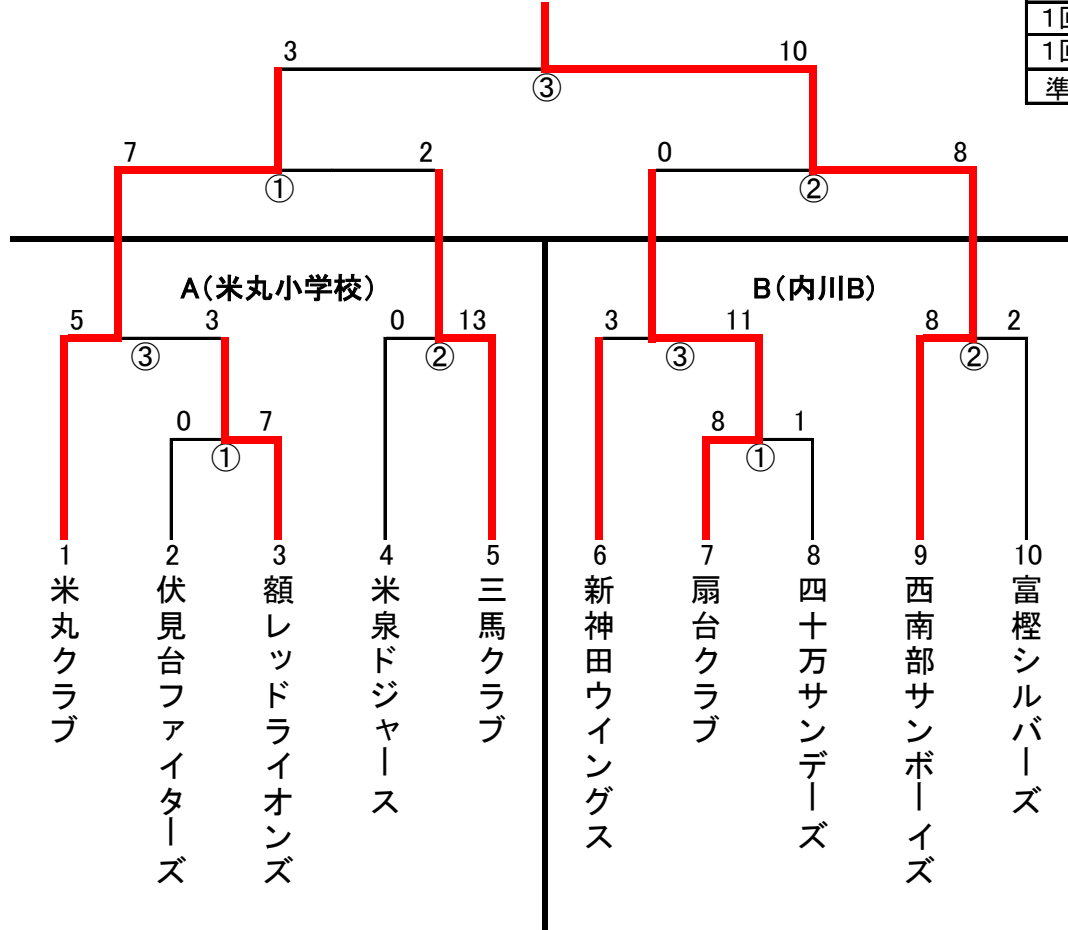 1回
1回
準
3 10
③
7 2 0 8
① ②
A(米丸小学校) B(内川B)
5 3 0 13 3 11 8 2
③ ② ③ ②
0 7 8 1
① ①
1 2 3 4 5 6 7 8 9 10
米丸クラブ
伏見台ファイターズ
額レッドライオンズ
米泉ドジャース
三馬クラブ
新神田ウイングス
扇台クラブ
四十万サンデーズ
西南部サンボーイズ
富樫シルバーズ